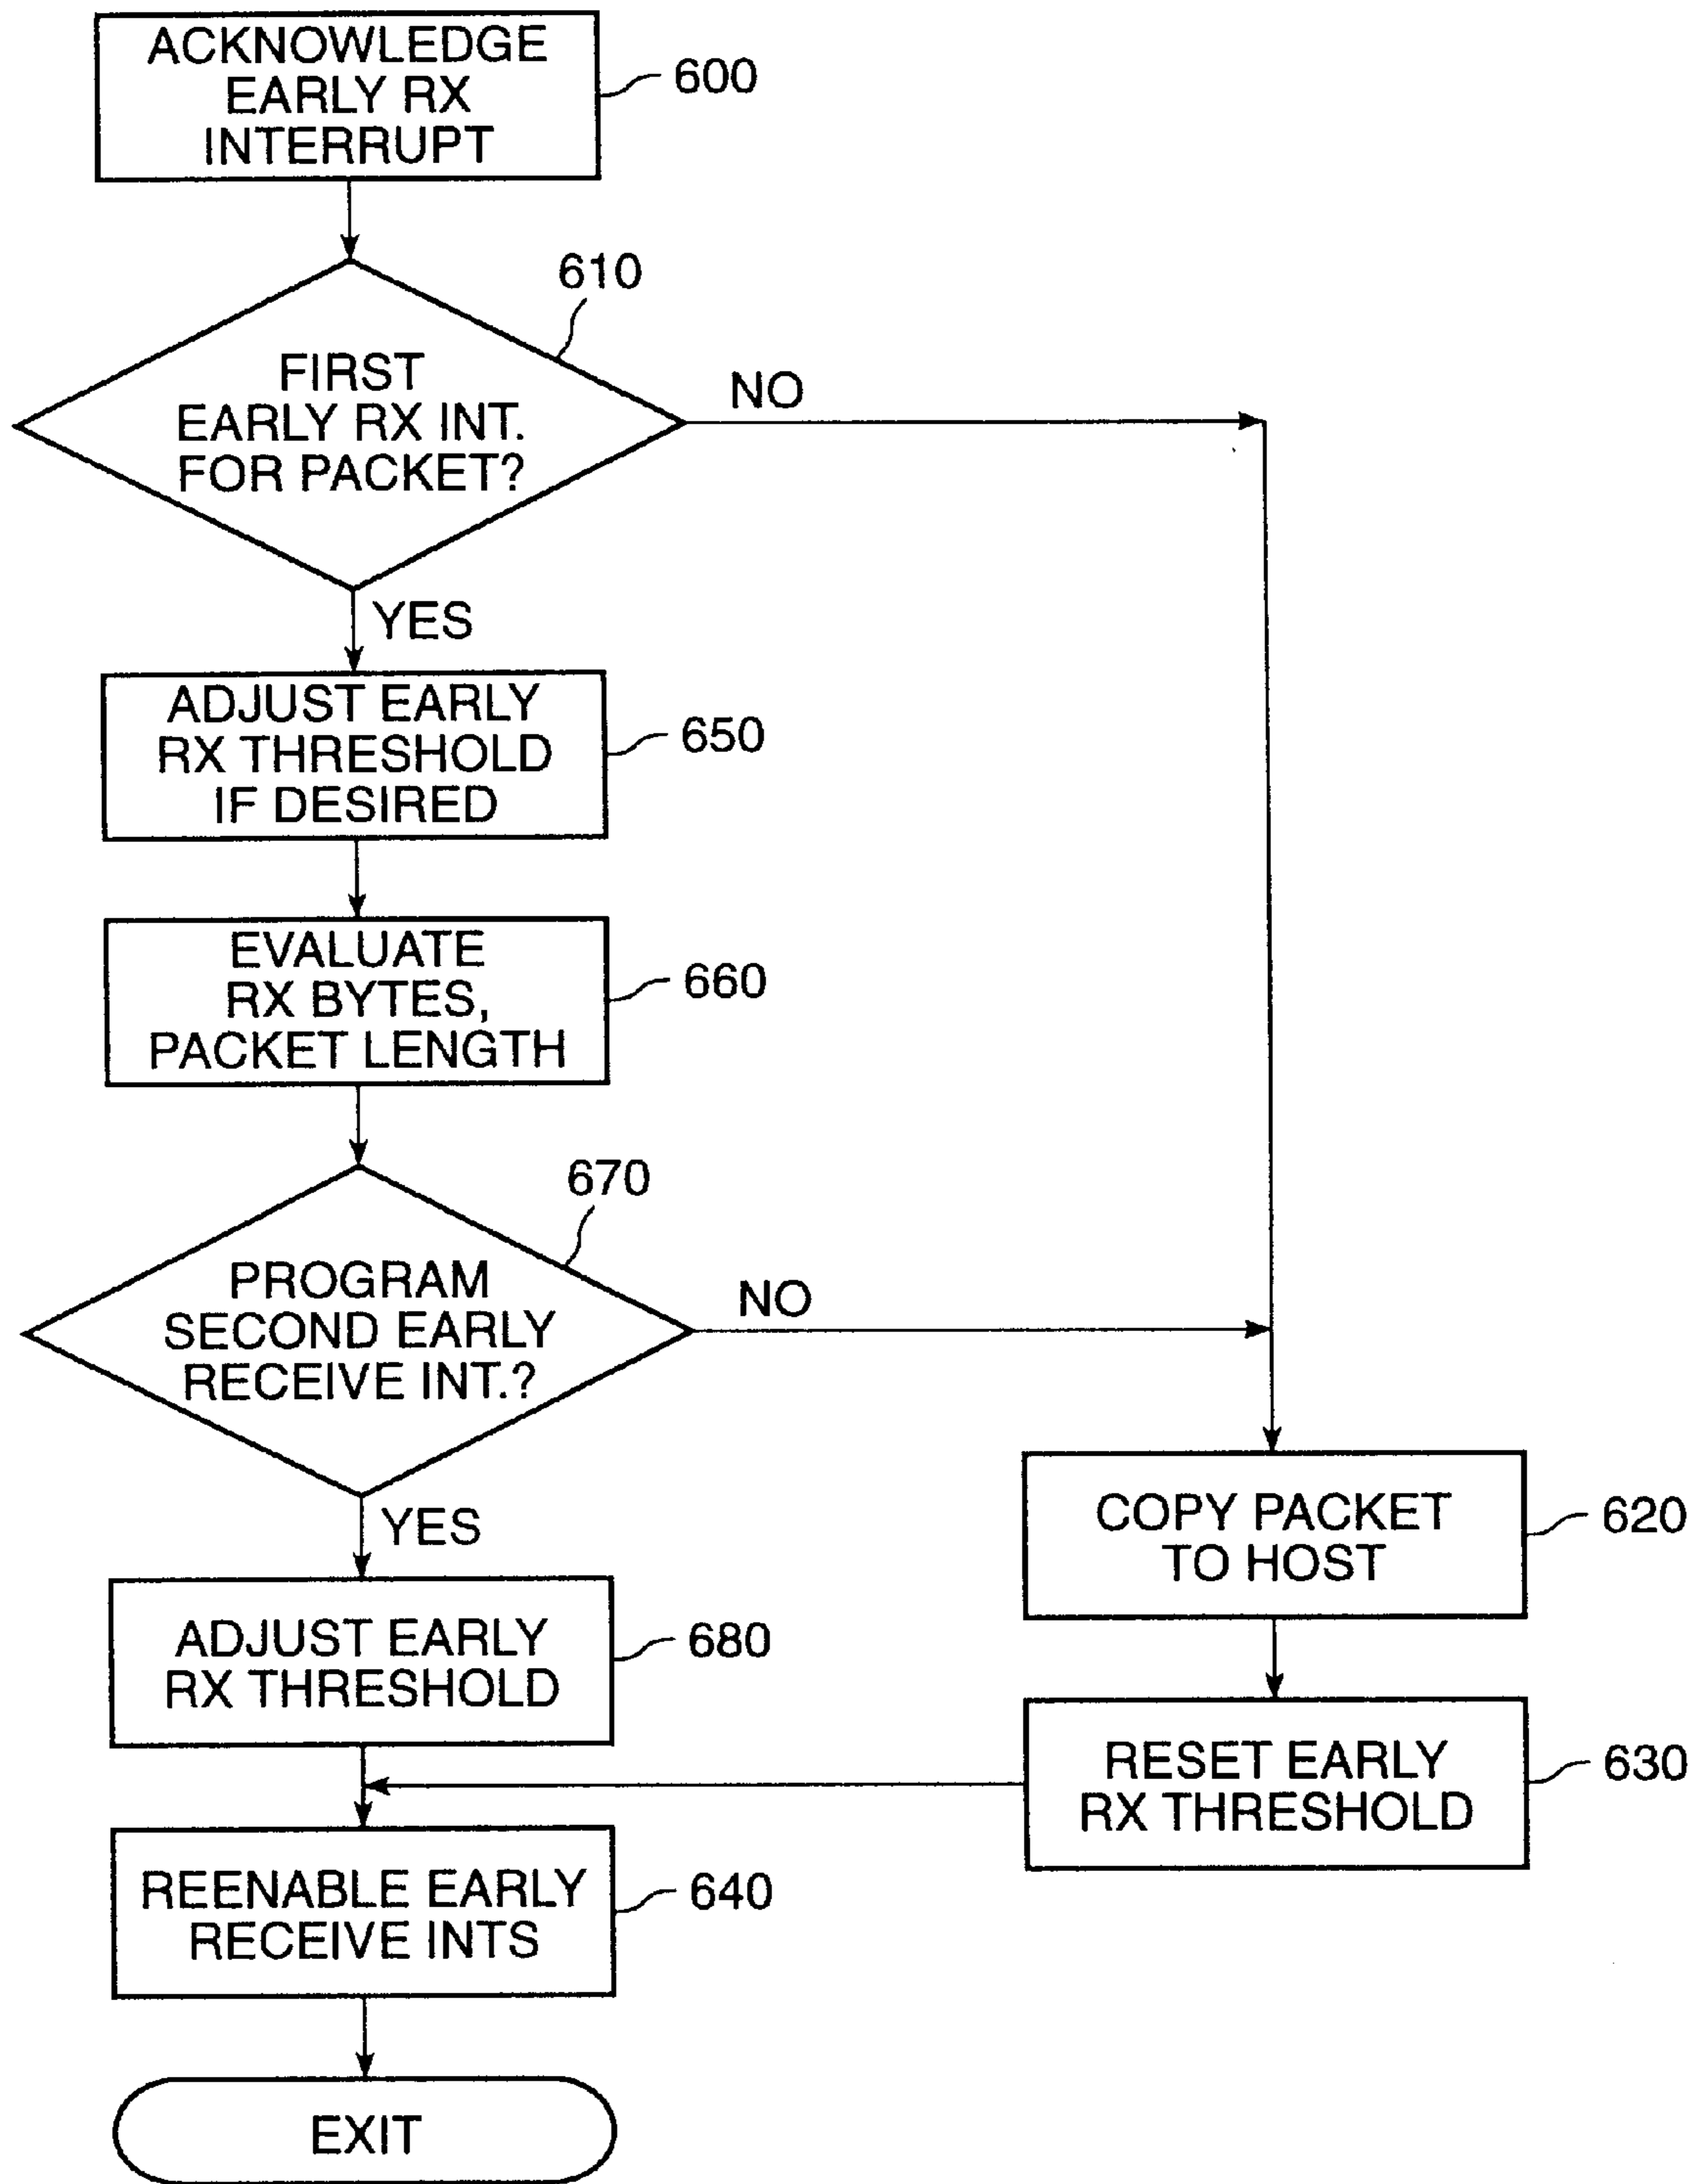 ACKNOWLEDGE
EARLY RX
INTERRUPT
600
610
FIRST
EARLY RX INT.
FOR PACKET?
NO
YES
ADJUST EARLY
RX THRESHOLD
IF DESIRED
650
EVALUATE
RX BYTES,
PACKET LENGTH
660
670
PROGRAM
SECOND EARLY
RECEIVE INT.?
NO
YES
COPY PACKET
TO HOST
620
ADJUST EARLY
RX THRESHOLD
680
RESET EARLY
RX THRESHOLD
630
REENABLE EARLY
RECEIVE INTS
640
EXIT